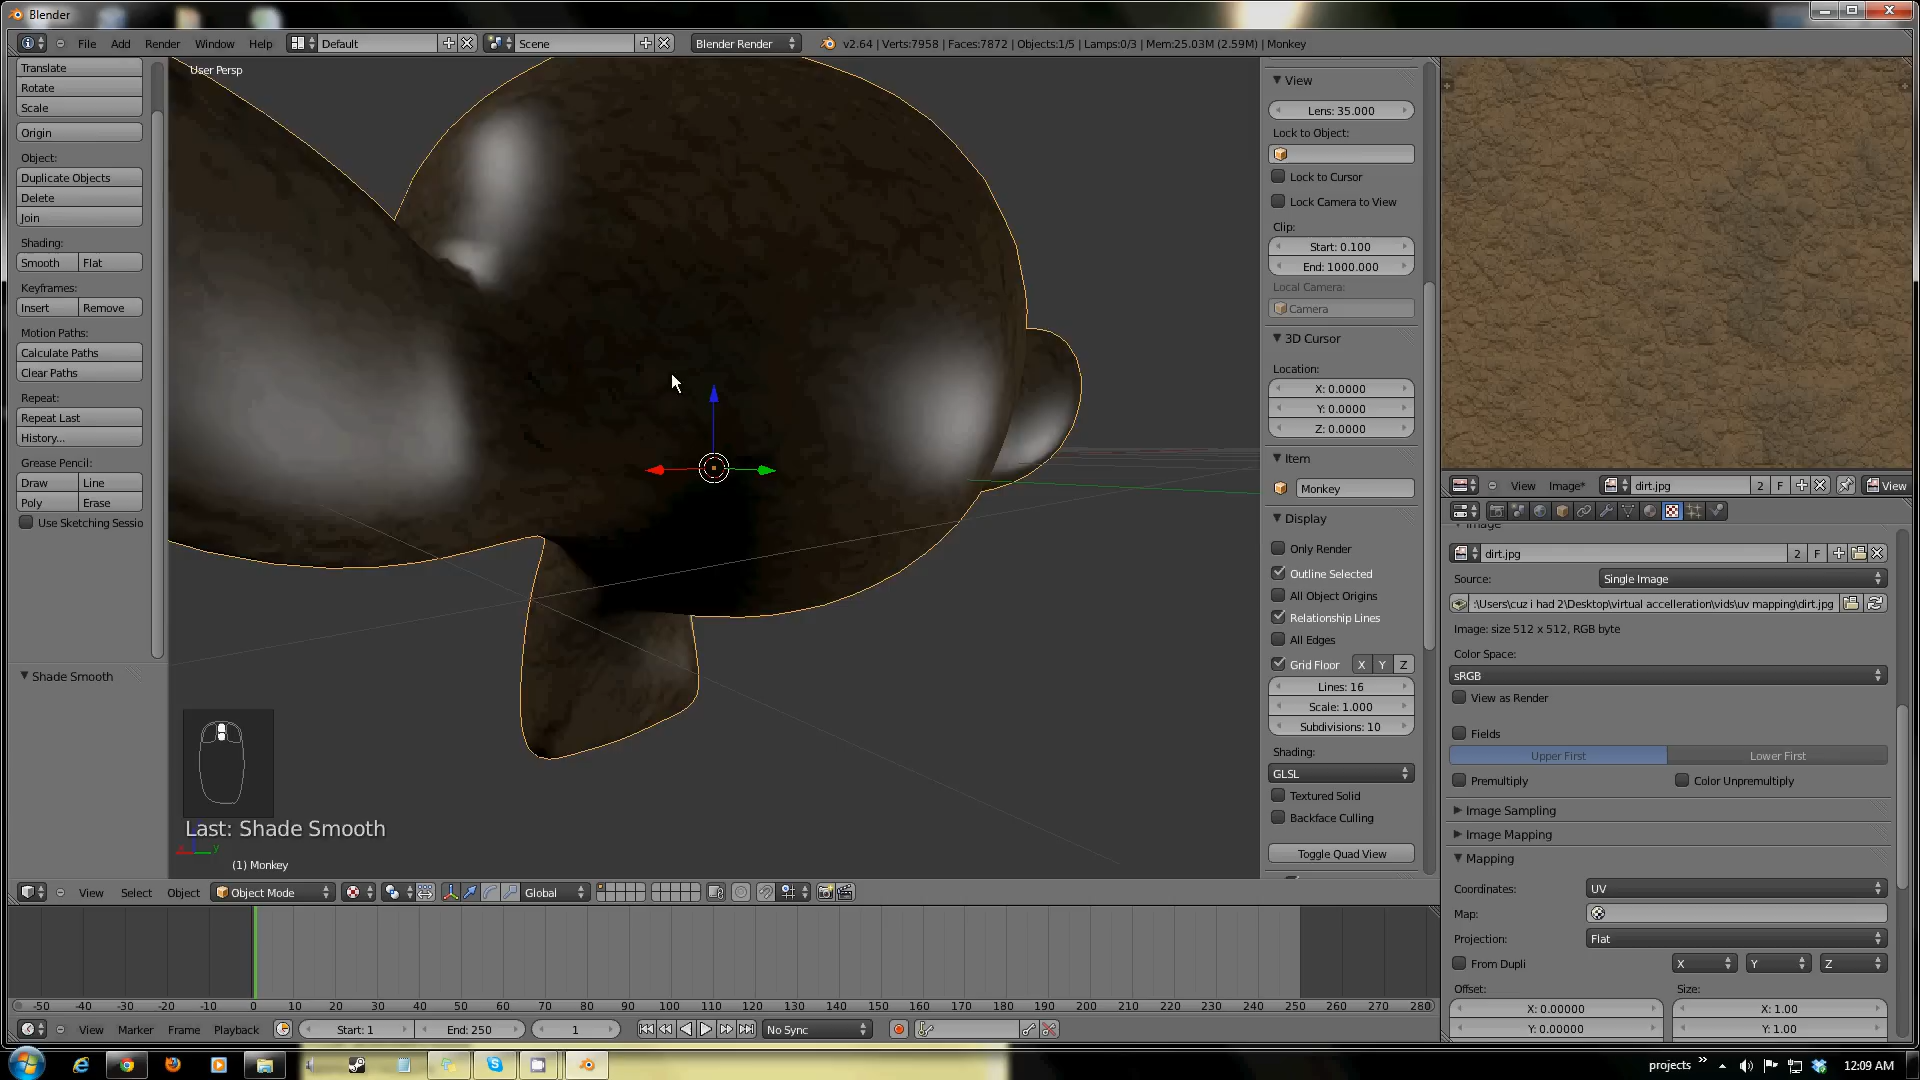 Blender
File Add Render Window Help Default Scene Blender Render v2.64 | Verts:7958 | Faces:7872 | Objects:1/5 | Lamps:0/3 | Mem:25.03M (2.59M) | Monkey
Translate
Rotate
Scale
Origin
Object:
Duplicate Objects
Delete
Join
Shading:
Smooth Flat
Keyframes:
Insert Remove
Motion Paths:
Calculate Paths
Clear Paths
Repeat:
Repeat Last
History...
Grease Pencil:
Draw Line
Poly Erase
Use Sketching Sessio
Shade Smooth
User Persp
Last: Shade Smooth
(1) Monkey
View
Lens: 35.000
Lock to Object:
Lock to Cursor
Lock Camera to View
Clip:
Start: 0.100
End: 1000.000
Local Camera:
Camera
3D Cursor
Location:
X: 0.0000
Y: 0.0000
Z: 0.0000
Item
Monkey
Display
Only Render
Outline Selected
All Object Origins
Relationship Lines
All Edges
Grid Floor X Y Z
Lines: 16
Scale: 1.000
Subdivisions: 10
Shading:
GLSL
Textured Solid
Backface Culling
Toggle Quad View
View Image* dirt.jpg 2 F View
Image
dirt.jpg 2 F
Source: Single Image
:\Users\cuz i had 2\Desktop\virtual accelleration\vids\uv mapping\dirt.jpg
Image: size 512 x 512, RGB byte
Color Space:
sRGB
View as Render
Fields
Upper First Lower First
Premultiply Color Unpremultiply
Image Sampling
Image Mapping
Mapping
Coordinates: UV
Map:
Projection: Flat
From Dupli X Y Z
Offset: Size:
X: 0.00000 X: 1.00
Y: 0.00000 Y: 1.00
View Select Object Object Mode Global
-50 -40 -30 -20 -10 0 10 20 30 40 50 60 70 80 90 100 110 120 130 140 150 160 170 180 190 200 210 220 230 240 250 260 270 280
View Marker Frame Playback Start: 1 End: 250 1 No Sync
projects 12:09 AM